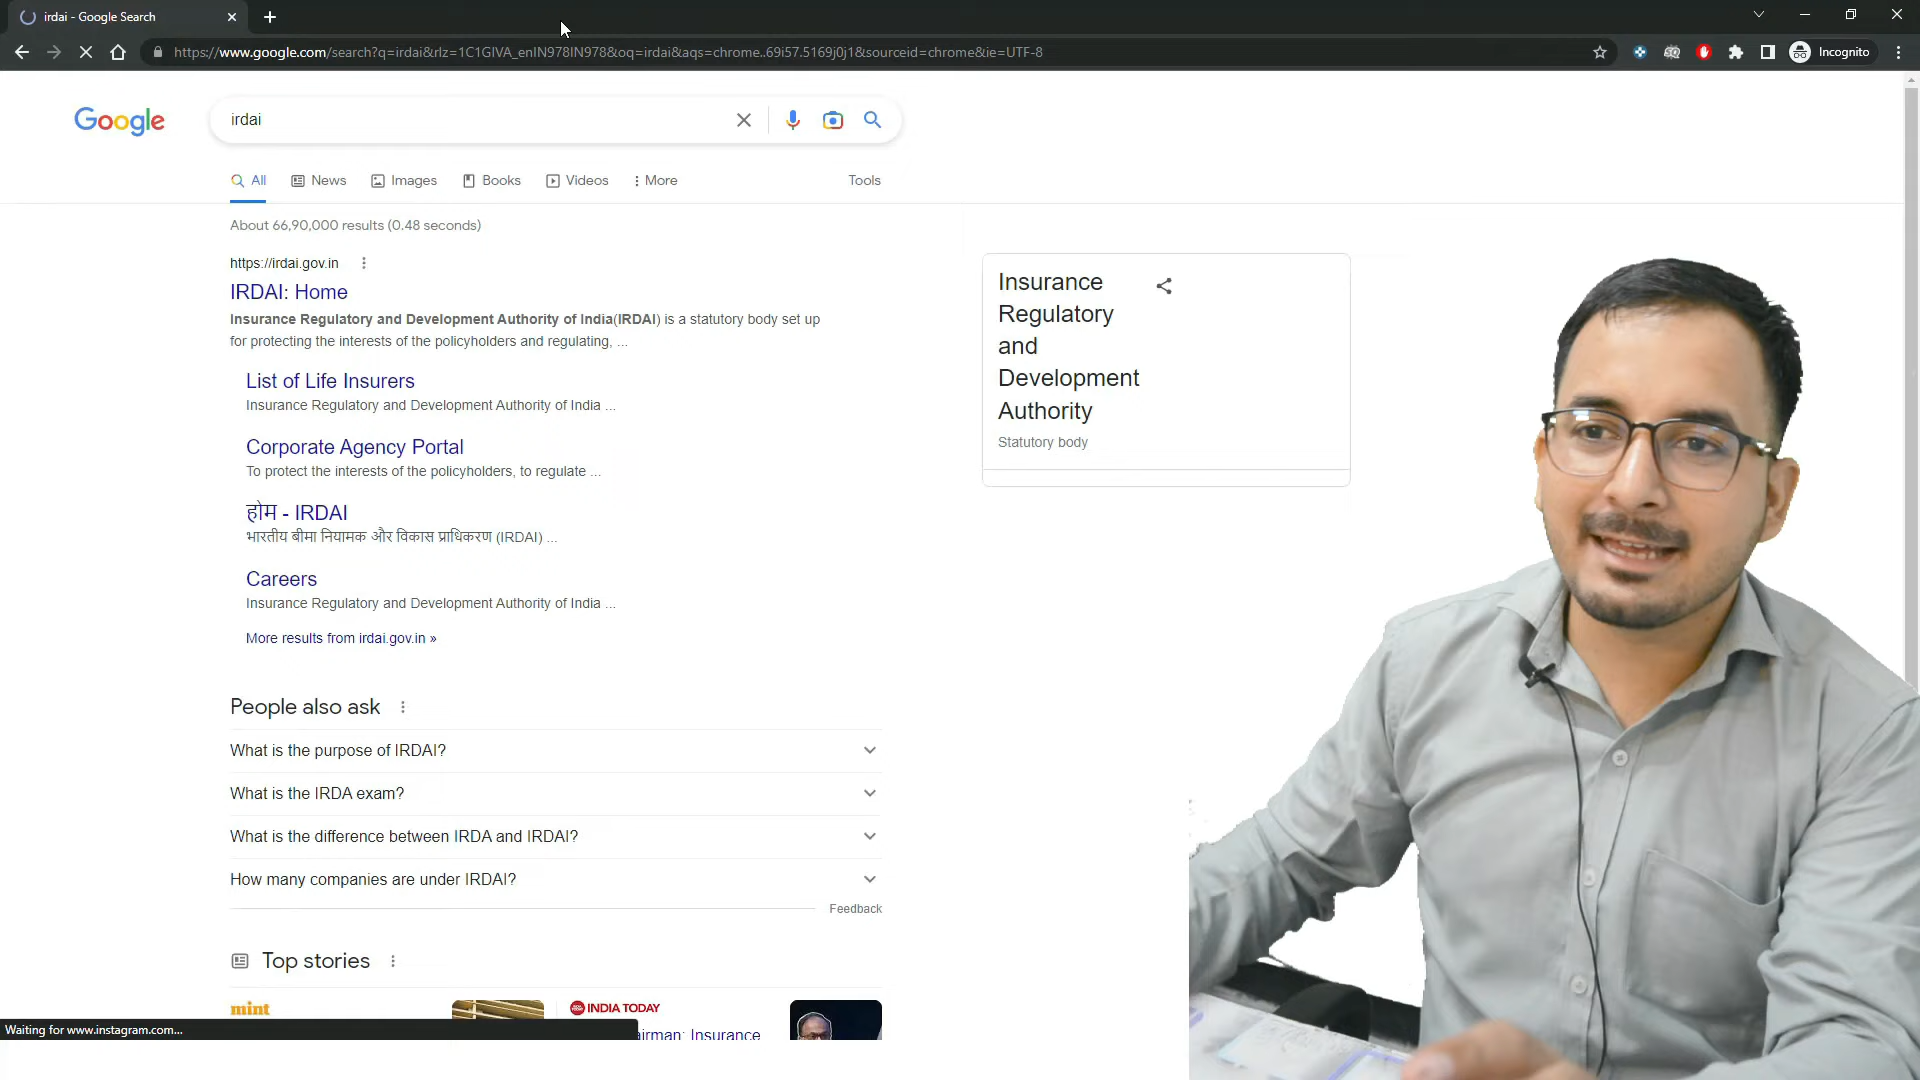 irdai - Google Search
https://www.google.com/search?q=irdai&rlz=1C1GIVA_enIN978IN978&oq=irdai&aqs=chrome..69i57.5169j0j1&sourceid=chrome&ie=UTF-8
Incognito
Google
irdai
All
News
Images
Books
Videos
More
Tools
About 66,90,000 results (0.48 seconds)
https://irdai.gov.in
IRDAI: Home
Insurance Regulatory and Development Authority of India(IRDAI) is a statutory body set up
for protecting the interests of the policyholders and regulating, ...
List of Life Insurers
Insurance Regulatory and Development Authority of India ...
Corporate Agency Portal
To protect the interests of the policyholders, to regulate ...
होम - IRDAI
भारतीय बीमा नियामक और विकास प्राधिकरण (IRDAI) ...
Careers
Insurance Regulatory and Development Authority of India ...
More results from irdai.gov.in »
Insurance
Regulatory
and
Development
Authority
Statutory body
People also ask
What is the purpose of IRDAI?
What is the IRDA exam?
What is the difference between IRDA and IRDAI?
How many companies are under IRDAI?
Feedback
Top stories
mint
INDIA TODAY
airman: Insurance
Waiting for www.instagram.com...